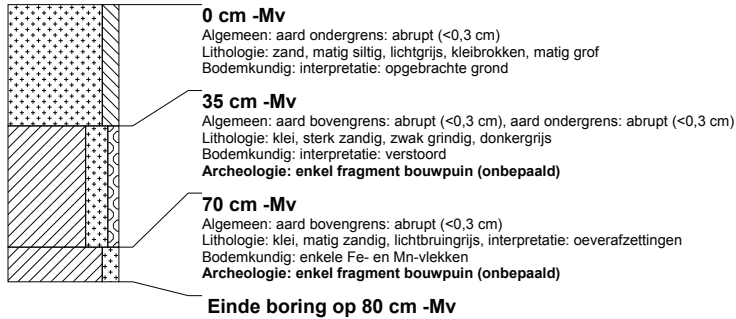 0 cm -Mv
Algemeen: aard ondergrens: abrupt (<0,3 cm)
Lithologie: zand, matig siltig, lichtgrijs, kleibrokken, matig grof
Bodemkundig: interpretatie: opgebrachte grond
35 cm -Mv
Algemeen: aard bovengrens: abrupt (<0,3 cm), aard ondergrens: abrupt (<0,3 cm)
Lithologie: klei, sterk zandig, zwak grindig, donkergrijs
Bodemkundig: interpretatie: verstoord
Archeologie: enkel fragment bouwpuin (onbepaald)
70 cm -Mv
Algemeen: aard bovengrens: abrupt (<0,3 cm)
Lithologie: klei, matig zandig, lichtbruingrijs, interpretatie: oeverafzettingen
Bodemkundig: enkele Fe- en Mn-vlekken
Archeologie: enkel fragment bouwpuin (onbepaald)
Einde boring op 80 cm -Mv